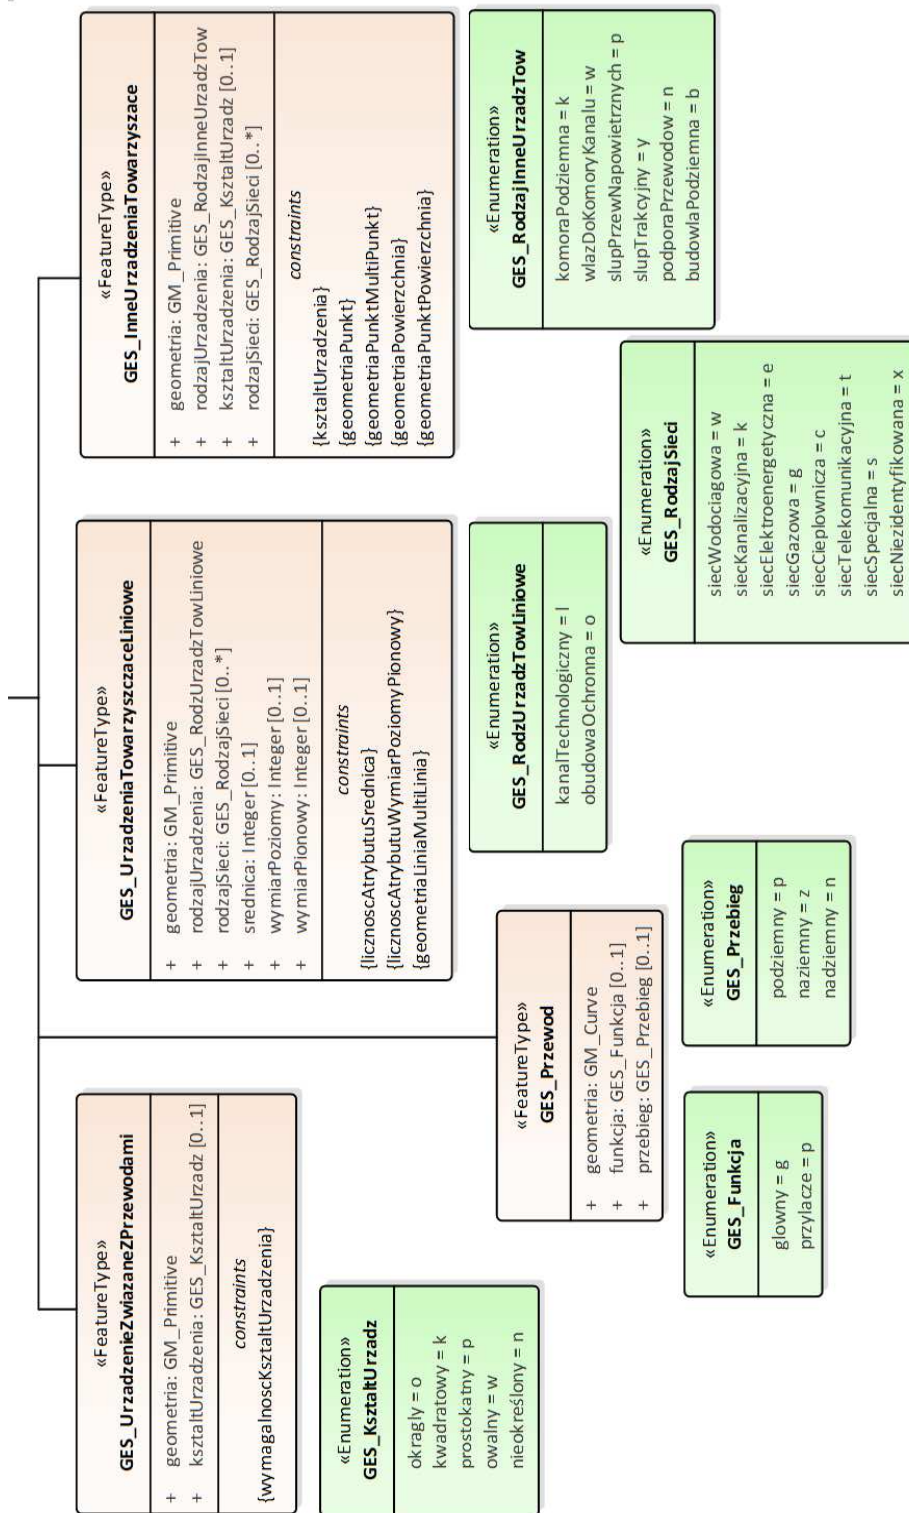 «FeatureType»
GES_UrzadzenieZwiazaneZPrzewodami
+ geometria: GM_Primitive
+ ksztaltUrzadzenia: GES_KsztaltUrzadz [0..1]
constraints
{wymagalnoscKsztaltUrzadzenia}
«FeatureType»
GES_UrzadzeniaTowarzyszczaceLiniowe
+ geometria: GM_Primitive
+ rodzajUrzadzenia: GES_RodzUrzadzTowLiniowe
+ rodzajSieci: GES_RodzajSieci [0..*]
+ srednica: Integer [0..1]
+ wymiarPoziomy: Integer [0..1]
+ wymiarPionowy: Integer [0..1]
constraints
{licznoscAtrybutuSrednica}
{licznoscAtrybutuWymiarPoziomyPionowy}
{geometriaLiniaMultiLinia}
«FeatureType»
GES_InneUrzadzeniaTowarzyszace
+ geometria: GM_Primitive
+ rodzajUrzadzenia: GES_RodzajInneUrzadzTow
+ ksztaltUrzadzenia: GES_KsztaltUrzadz [0..1]
+ rodzajSieci: GES_RodzajSieci [0..*]
constraints
{ksztaltUrzadzenia}
{geometriaPunkt}
{geometriaPunktMultiPunkt}
{geometriaPowierzchnia}
{geometriaPunktPowierzchnia}
«Enumeration»
GES_KsztaltUrzadz
okragly = o
kwadratowy = k
prostokatny = p
owalny = w
nieokreślony = n
«FeatureType»
GES_Przewod
+ geometria: GM_Curve
+ funkcja: GES_Funkcja [0..1]
+ przebieg: GES_Przebieg [0..1]
«Enumeration»
GES_RodzUrzadzTowLiniowe
kanalTechnologiczny = l
obudowaOchronna = o
«Enumeration»
GES_RodzajInneUrzadzTow
komoraPodziemna = k
wlazDoKomoryKanalu = w
slupPrzewNapowietrznych = p
slupTrakcyjny = y
podporaPrzewodow = n
budowlaPodziemna = b
«Enumeration»
GES_Funkcja
glowny = g
przylacze = p
«Enumeration»
GES_Przebieg
podziemny = p
naziemny = z
nadziemny = n
«Enumeration»
GES_RodzajSieci
siecWodociagowa = w
siecKanalizacyjna = k
siecElektroenergetyczna = e
siecGazowa = g
siecCieplownicza = c
siecTelekomunikacyjna = t
siecSpecjalna = s
siecNiezidentyfikowana = x